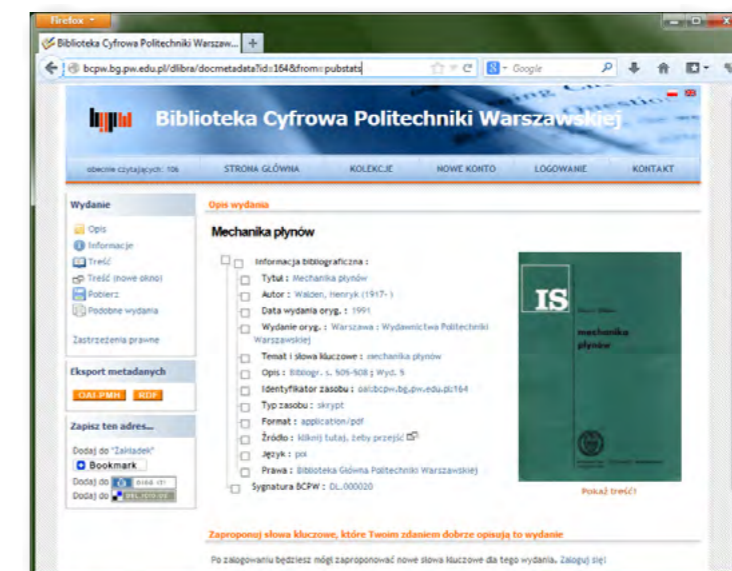 Firefox
Biblioteka Cyfrowa Politechniki Warszaw...
bcpw.bg.pw.edu.pl/dlibra/docmetadata?id=164&from=pubstats
Google
Biblioteka Cyfrowa Politechniki Warszawskiej
obecnie czytających: 106
STRONA GŁÓWNA
KOLEKCJE
NOWE KONTO
LOGOWANIE
KONTAKT
Wydanie
Opis
Informacje
Treść
Treść (nowe okno)
Pobierz
Podobne wydania
Zastrzeżenia prawne
Eksport metadanych
OAI-PMH RDF
Zapisz ten adres...
Dodaj do "Zakładek"
Bookmark
Dodaj do DIGG IT!
Dodaj do
Opis wydania
Mechanika płynów
Informacja bibliograficzna :
Tytuł : Mechanika płynów
Autor : Walden, Henryk (1917- )
Data wydania oryg. : 1991
Wydanie oryg. : Warszawa : Wydawnictwa Politechniki
Warszawskiej
Temat i słowa kluczowe : mechanika płynów
Opis : Bibliogr. s. 505-508 ; Wyd. 5
Identyfikator zasobu : oai:bcpw.bg.pw.edu.pl:164
Typ zasobu : skrypt
Format : application/pdf
Źródło : kliknij tutaj, żeby przejść
Język : pol
Prawa : Biblioteka Główna Politechniki Warszawskiej
Sygnatura BCPW : DL.000020
IS
mechanika
płynów
Pokaż treść!
Zaproponuj słowa kluczowe, które Twoim zdaniem dobrze opisują to wydanie
Po zalogowaniu będziesz mógł zaproponować nowe słowa kluczowe dla tego wydania. Zaloguj się!